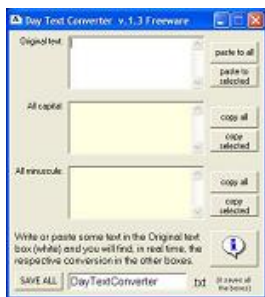 Day Text Converter v.1.3 Freeware
Original text:
paste to all
paste to
selected
All capital:
copy all
copy
selected
All minuscule:
copy all
copy
selected
Write or paste some text in the Original text
box (white) and you will find, in real time, the
respective conversion in the other boxes.
SAVE ALL
DayTextConverter
.txt
(it saves all
the boxes)